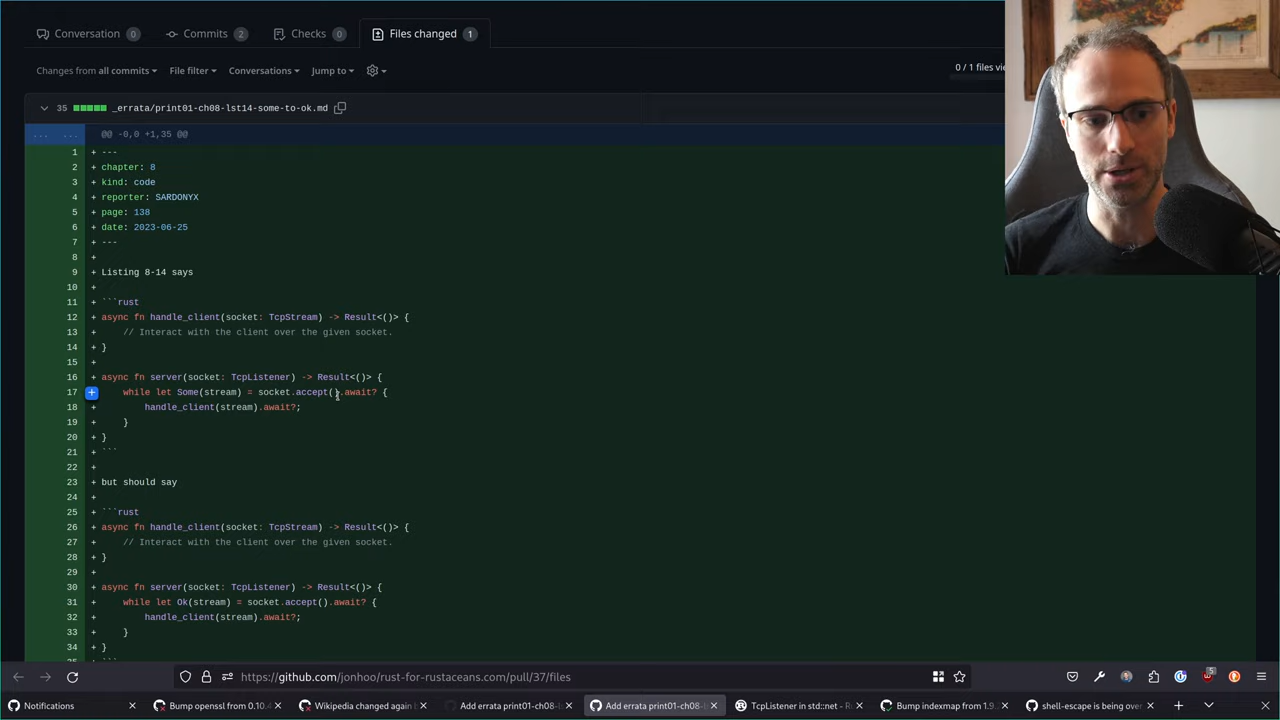 Conversation 0 Commits 2 Checks 0 Files changed 1
Changes from all commits File filter Conversations Jump to 0 / 1 files vie
35 _errata/print01-ch08-lst14-some-to-ok.md
... ... @@ -0,0 +1,35 @@
1 + ---
2 + chapter: 8
3 + kind: code
4 + reporter: SARDONYX
5 + page: 138
6 + date: 2023-06-25
7 + ---
8 +
9 + Listing 8-14 says
10 +
11 + ```rust
12 + async fn handle_client(socket: TcpStream) -> Result<()> {
13 + // Interact with the client over the given socket.
14 + }
15 +
16 + async fn server(socket: TcpListener) -> Result<()> {
17 + while let Some(stream) = socket.accept().await? {
18 + handle_client(stream).await?;
19 + }
20 + }
21 + ```
22 +
23 + but should say
24 +
25 + ```rust
26 + async fn handle_client(socket: TcpStream) -> Result<()> {
27 + // Interact with the client over the given socket.
28 + }
29 +
30 + async fn server(socket: TcpListener) -> Result<()> {
31 + while let Ok(stream) = socket.accept().await? {
32 + handle_client(stream).await?;
33 + }
34 + }
35 + ```
https://github.com/jonhoo/rust-for-rustaceans.com/pull/37/files 5
Notifications Bump openssl from 0.10.4 Wikipedia changed again Add errata print01-ch08-l Add errata print01-ch08-l TcpListener in std::net - Ru Bump indexmap from 1.9. shell-escape is being over